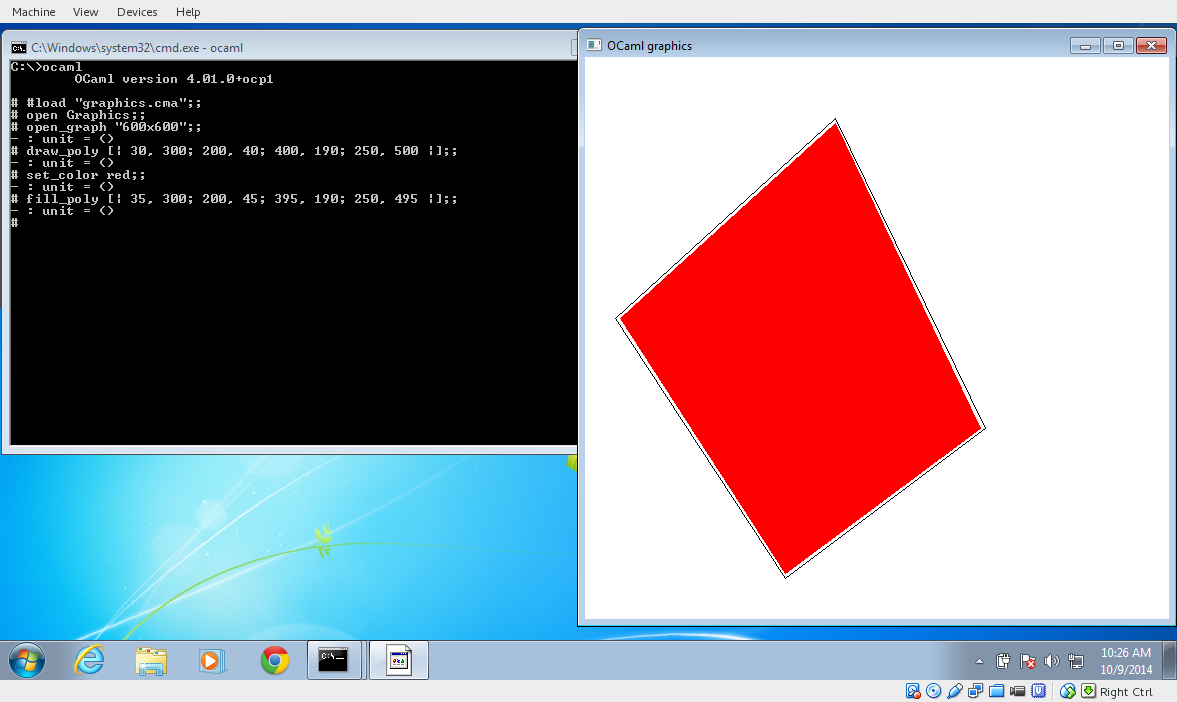 Machine View Devices Help
C:\Windows\system32\cmd.exe - ocaml
C:\>ocaml
OCaml version 4.01.0+ocp1
# #load "graphics.cma";;
# open Graphics;;
# open_graph "600x600";;
- : unit = ()
# draw_poly [| 30, 300; 200, 40; 400, 190; 250, 500 |];;
- : unit = ()
# set_color red;;
- : unit = ()
# fill_poly [| 35, 300; 200, 45; 395, 190; 250, 495 |];;
- : unit = ()
#
OCaml graphics
10:26 AM
10/9/2014
Right Ctrl